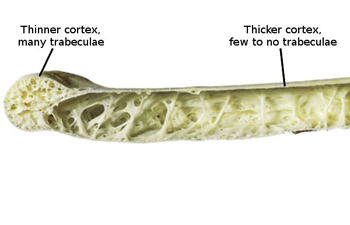 Thinner cortex,
many trabeculae
Thicker cortex,
few to no trabeculae